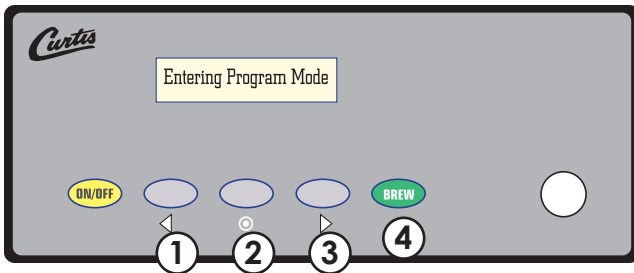 Curtis
Entering Program Mode
ON/OFF
BREW
1
2
3
4